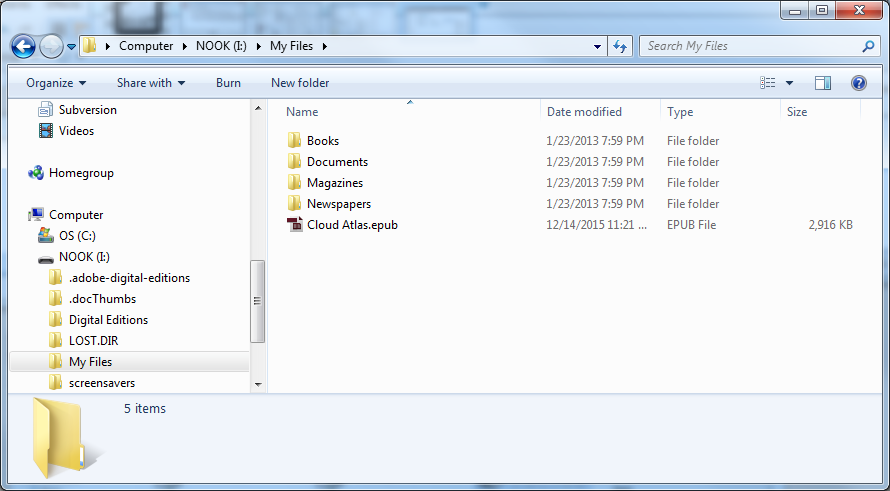 Computer NOOK (I:) My Files
Search My Files
Organize Share with Burn New folder
Subversion
Videos
Homegroup
Computer
OS (C:)
NOOK (I:)
.adobe-digital-editions
.docThumbs
Digital Editions
LOST.DIR
My Files
screensavers
Name Date modified Type Size
Books 1/23/2013 7:59 PM File folder
Documents 1/23/2013 7:59 PM File folder
Magazines 1/23/2013 7:59 PM File folder
Newspapers 1/23/2013 7:59 PM File folder
Cloud Atlas.epub 12/14/2015 11:21 ... EPUB File 2,916 KB
5 items